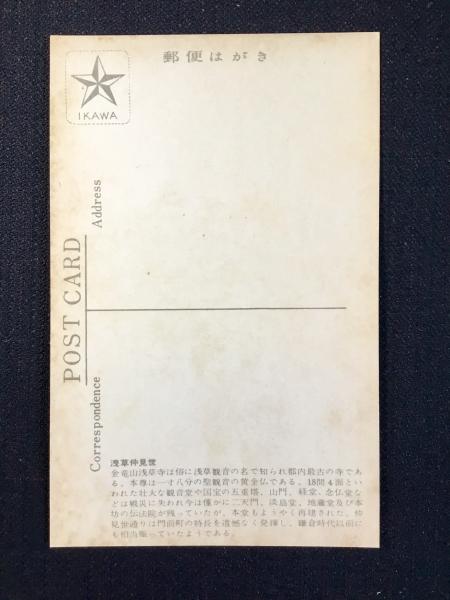 郵便はがき
IKAWA
Address
POST CARD
Correspondence
浅草仲見世
金竜山浅草寺は俗に浅草観音の名で知られ都内最古の寺であ
る。本尊は一寸八分の聖観音の黄金仏である。18間4面とい
われた壮大な観音堂や国宝の五重塔、山門、経堂、念仏堂な
どは戦災に失われ今は僅かに二天門、淡島堂、地蔵堂及び本
坊の伝法院が残っていたが、本堂もようやく再建された。仲
見世通りは門前町の特長を遺憾なく発揮し、鎌倉時代以前に
も相当賑っていたようである。